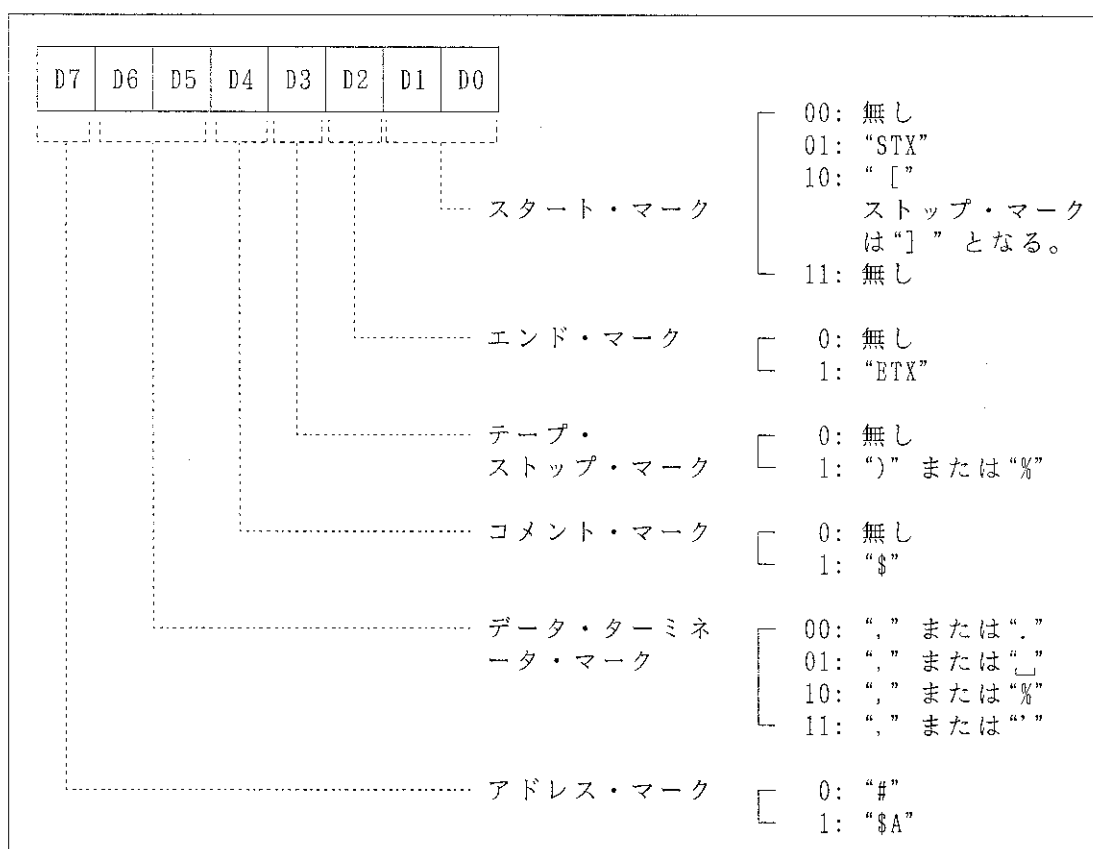 D7 D6 D5 D4 D3 D2 D1 D0
スタート・マーク
00: 無し
01: “STX”
10: “ [”
ストップ・マーク
は“] ” となる。
11: 無し
エンド・マーク
0: 無し
1: “ETX”
テープ・
ストップ・マーク
0: 無し
1: “)” または“%”
コメント・マーク
0: 無し
1: “$”
データ・ターミネ
ータ・マーク
00: “,” または“.”
01: “,” または“␣”
10: “,” または“%”
11: “,” または“’”
アドレス・マーク
0: “#”
1: “$A”